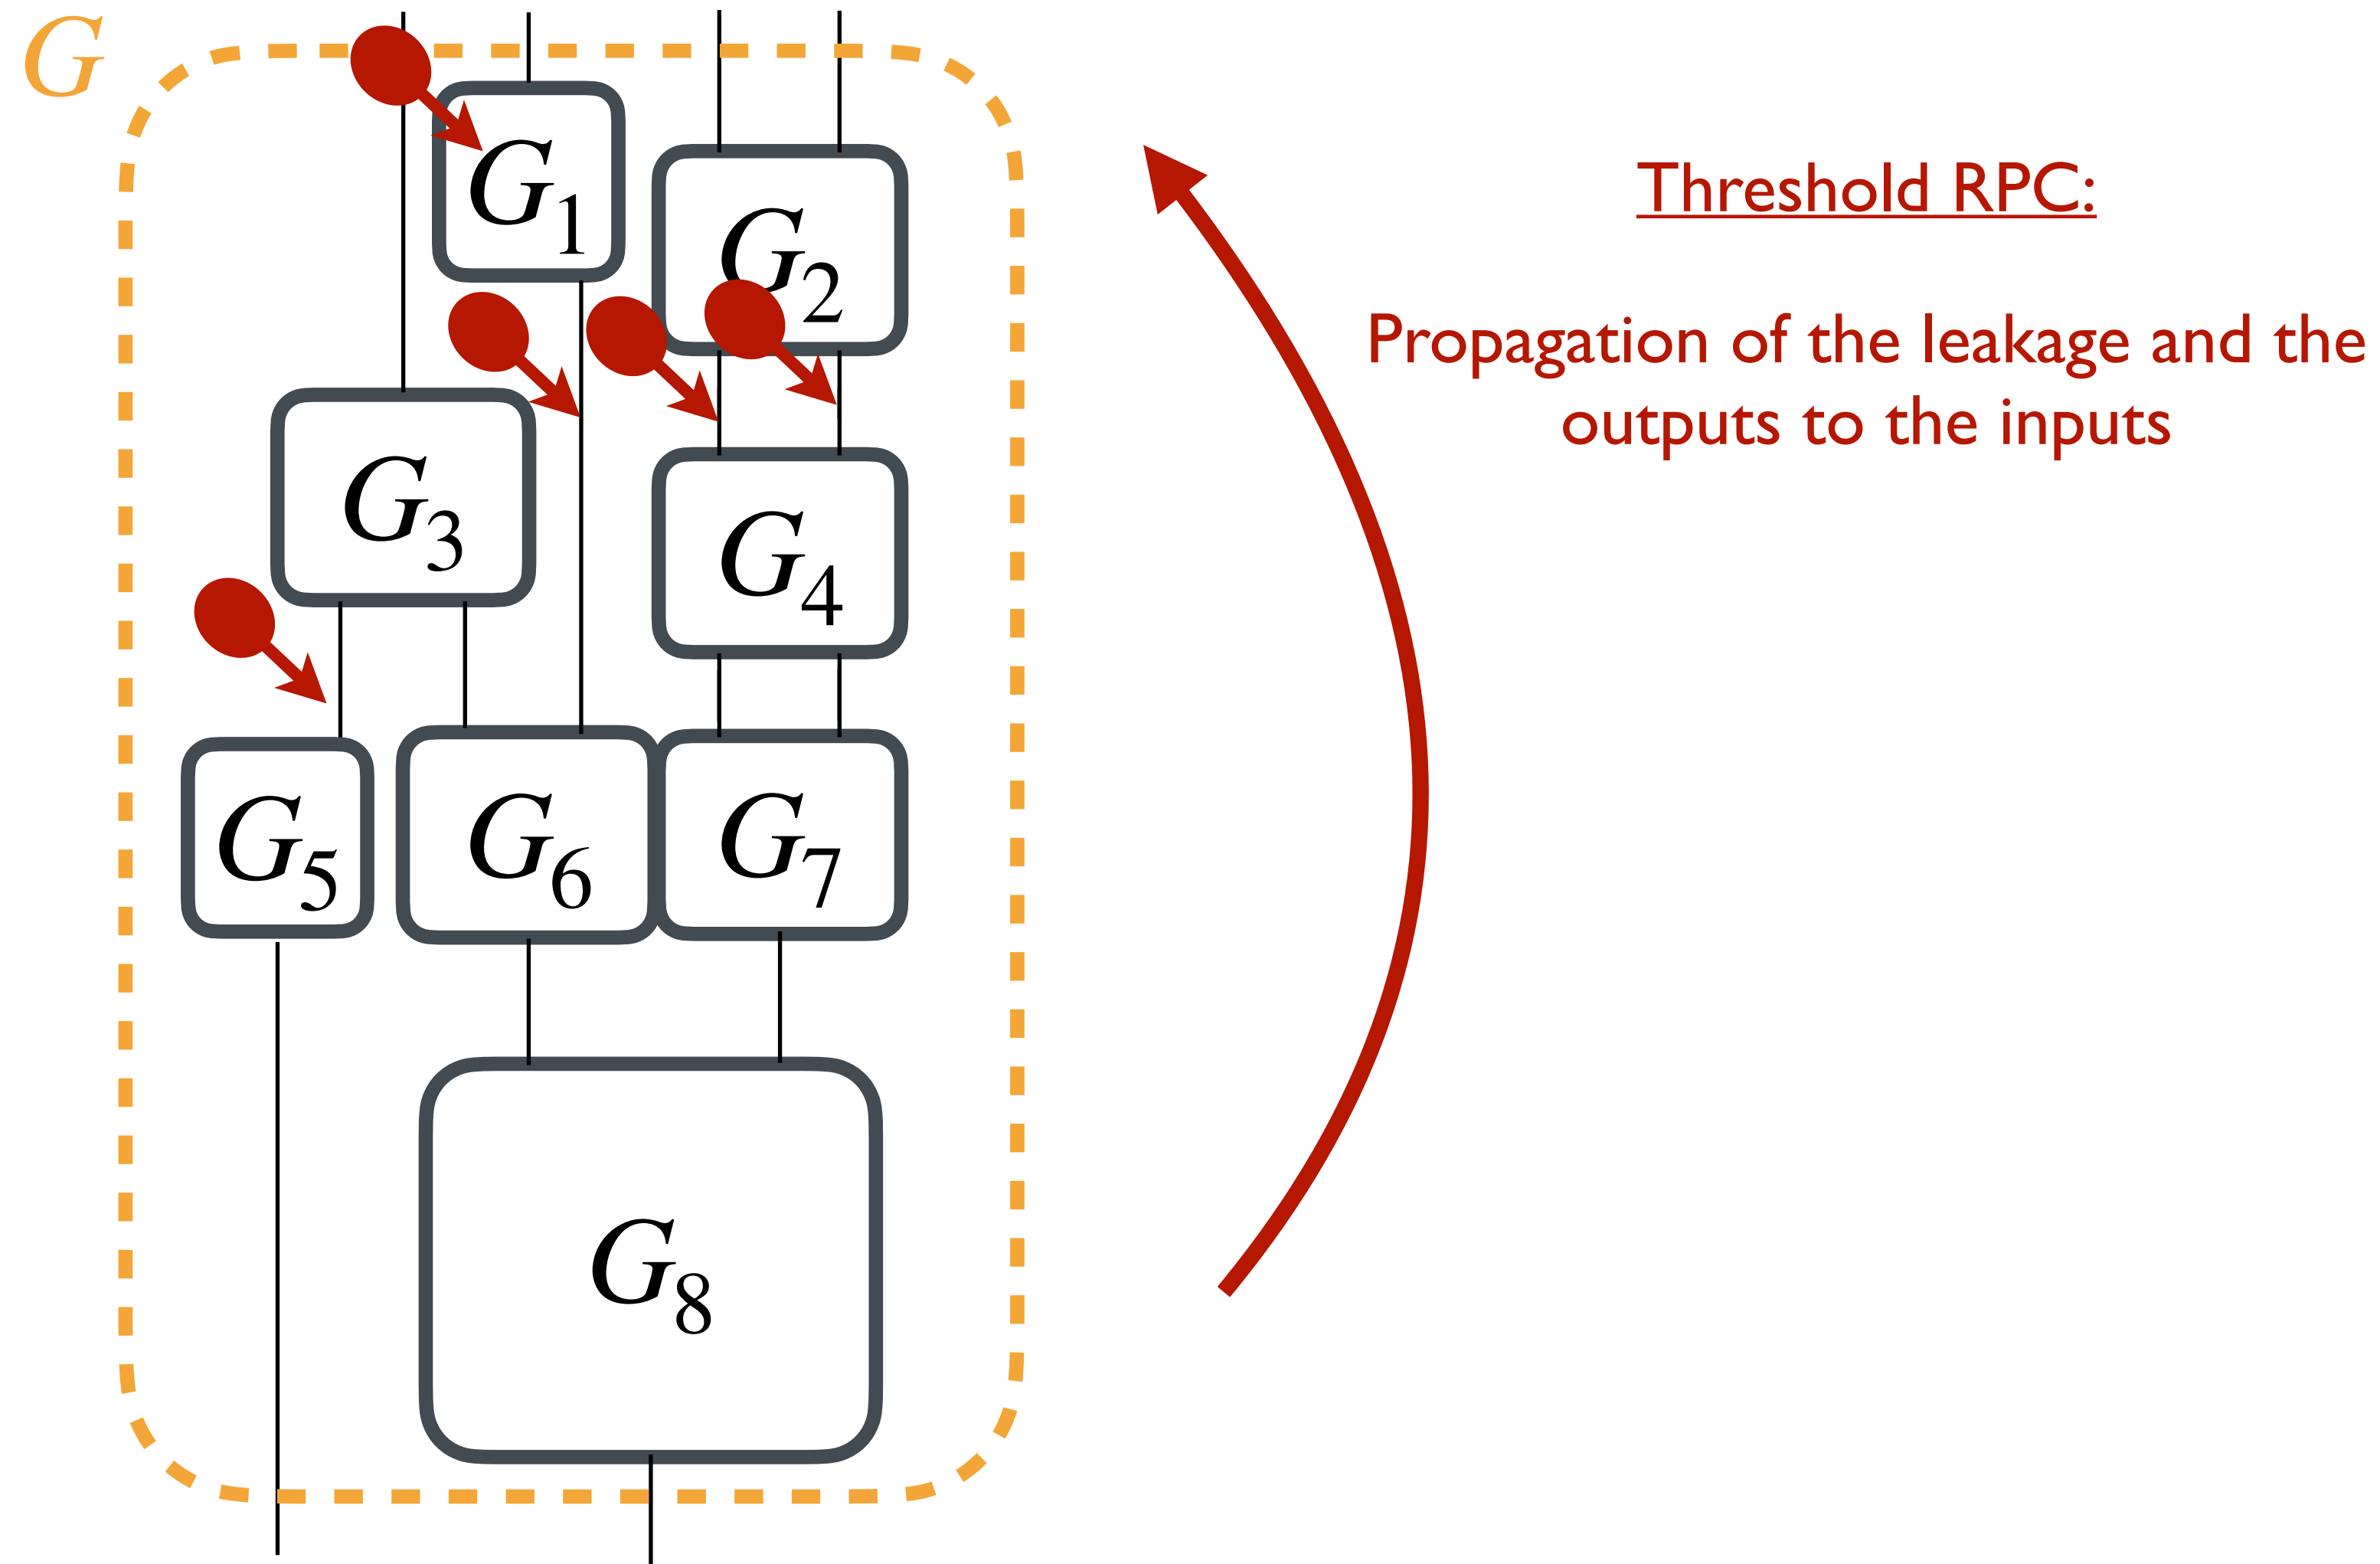 G
G1
G2
G3
G4
G5
G6
G7
G8
Threshold RPC:
Propagation of the leakage and the
outputs to the inputs